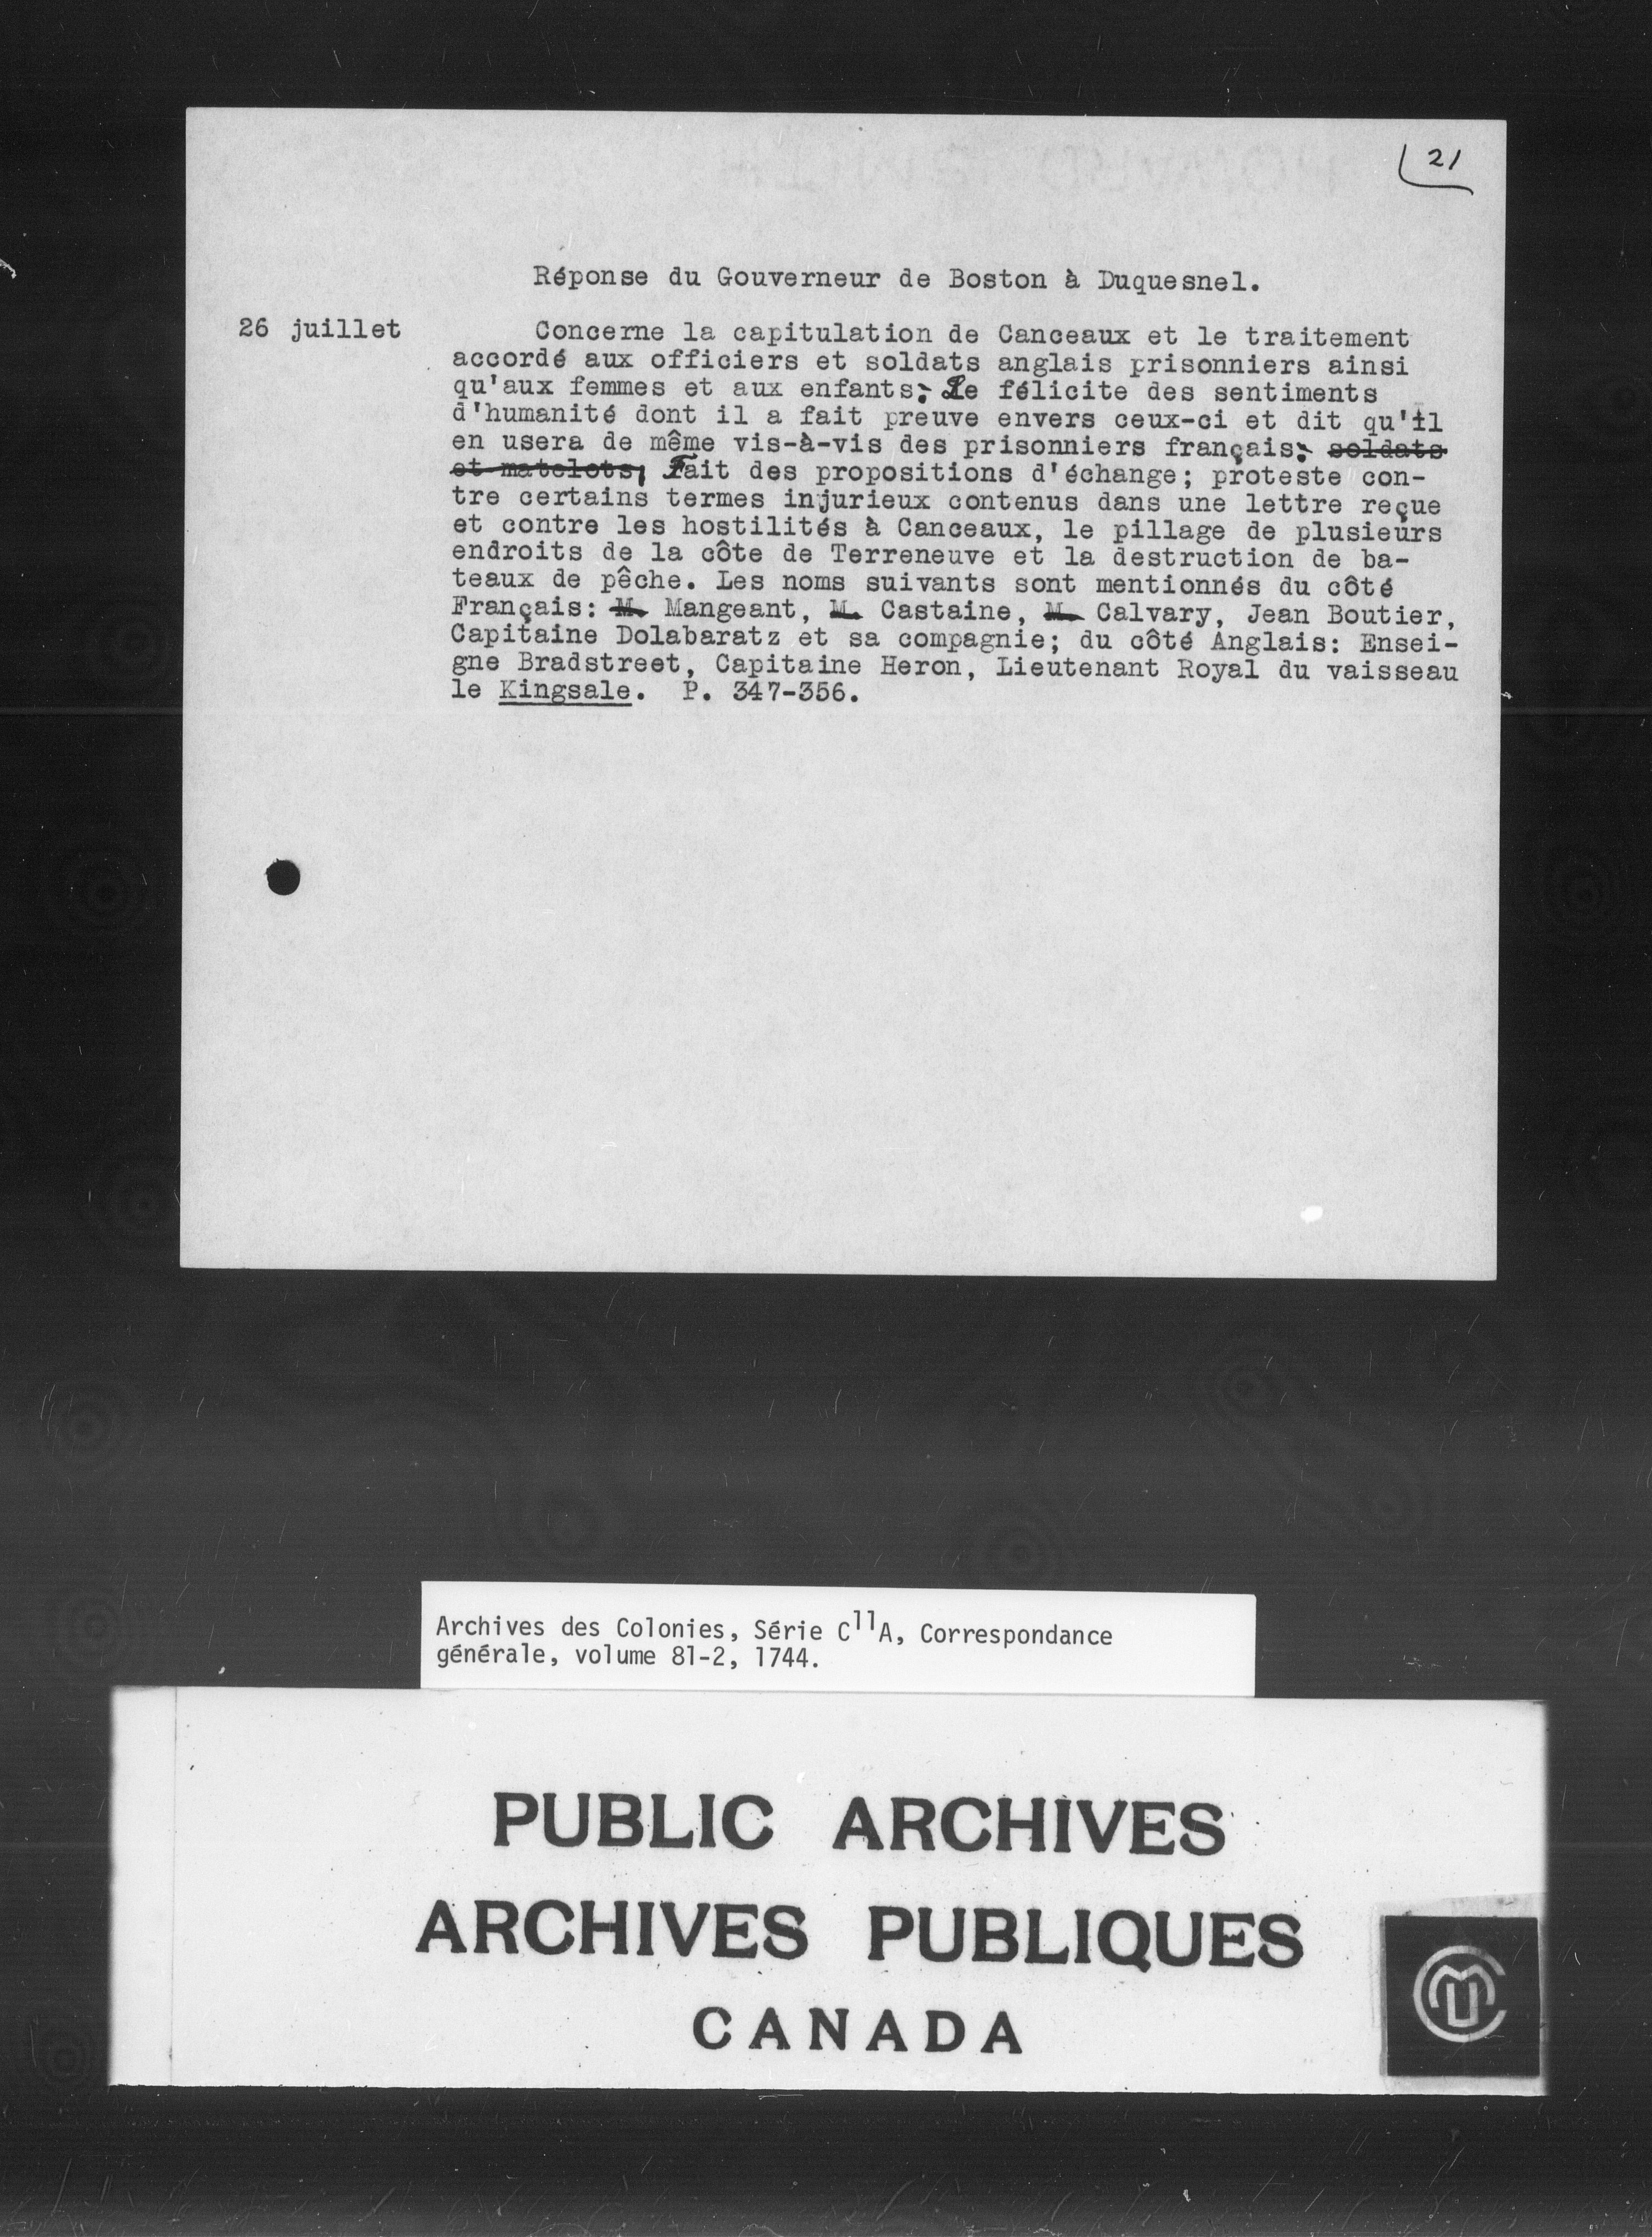 21
Réponse du Gouverneur de Boston à Duquesnel.
26 juillet
Concerne la capitulation de Canceaux et le traitement
accordé aux officiers et soldats anglais prisonniers ainsi
qu'aux femmes et aux enfants. Le félicite des sentiments
d'humanité dont il a fait preuve envers ceux-ci et dit qu'il
en usera de même vis-à-vis des prisonniers français. soldats
et matelots; Fait des propositions d'échange; proteste con-
tre certains termes injurieux contenus dans une lettre reçue
et contre les hostilités à Canceaux, le pillage de plusieurs
endroits de la côte de Terreneuve et la destruction de ba-
teaux de pêche. Les noms suivants sont mentionnés du côté
Français: M. Mangeant, M. Castaine, M. Calvary, Jean Boutier,
Capitaine Dolabaratz et sa compagnie; du côté Anglais: Ensei-
gne Bradstreet, Capitaine Heron, Lieutenant Royal du vaisseau
le Kingsale. P. 347-356.
Archives des Colonies, Série C11A, Correspondance
générale, volume 81-2, 1744.
PUBLIC ARCHIVES
ARCHIVES PUBLIQUES
CANADA